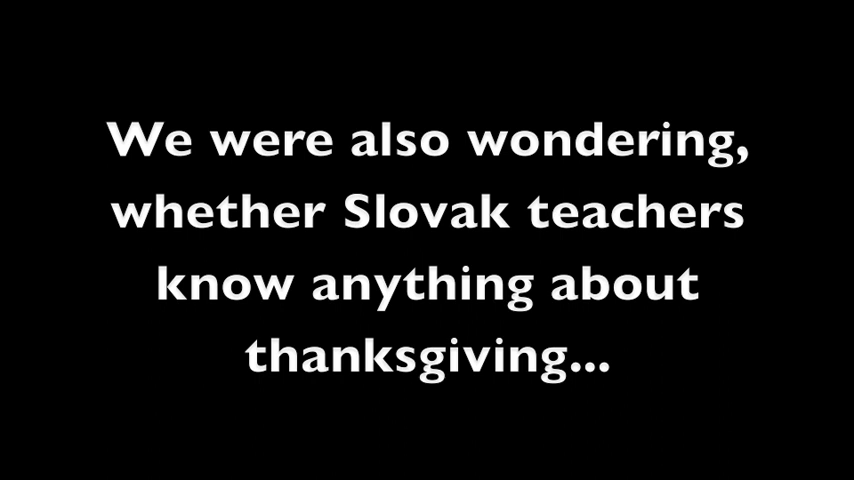 We were also wondering,
whether Slovak teachers
know anything about
thanksgiving...